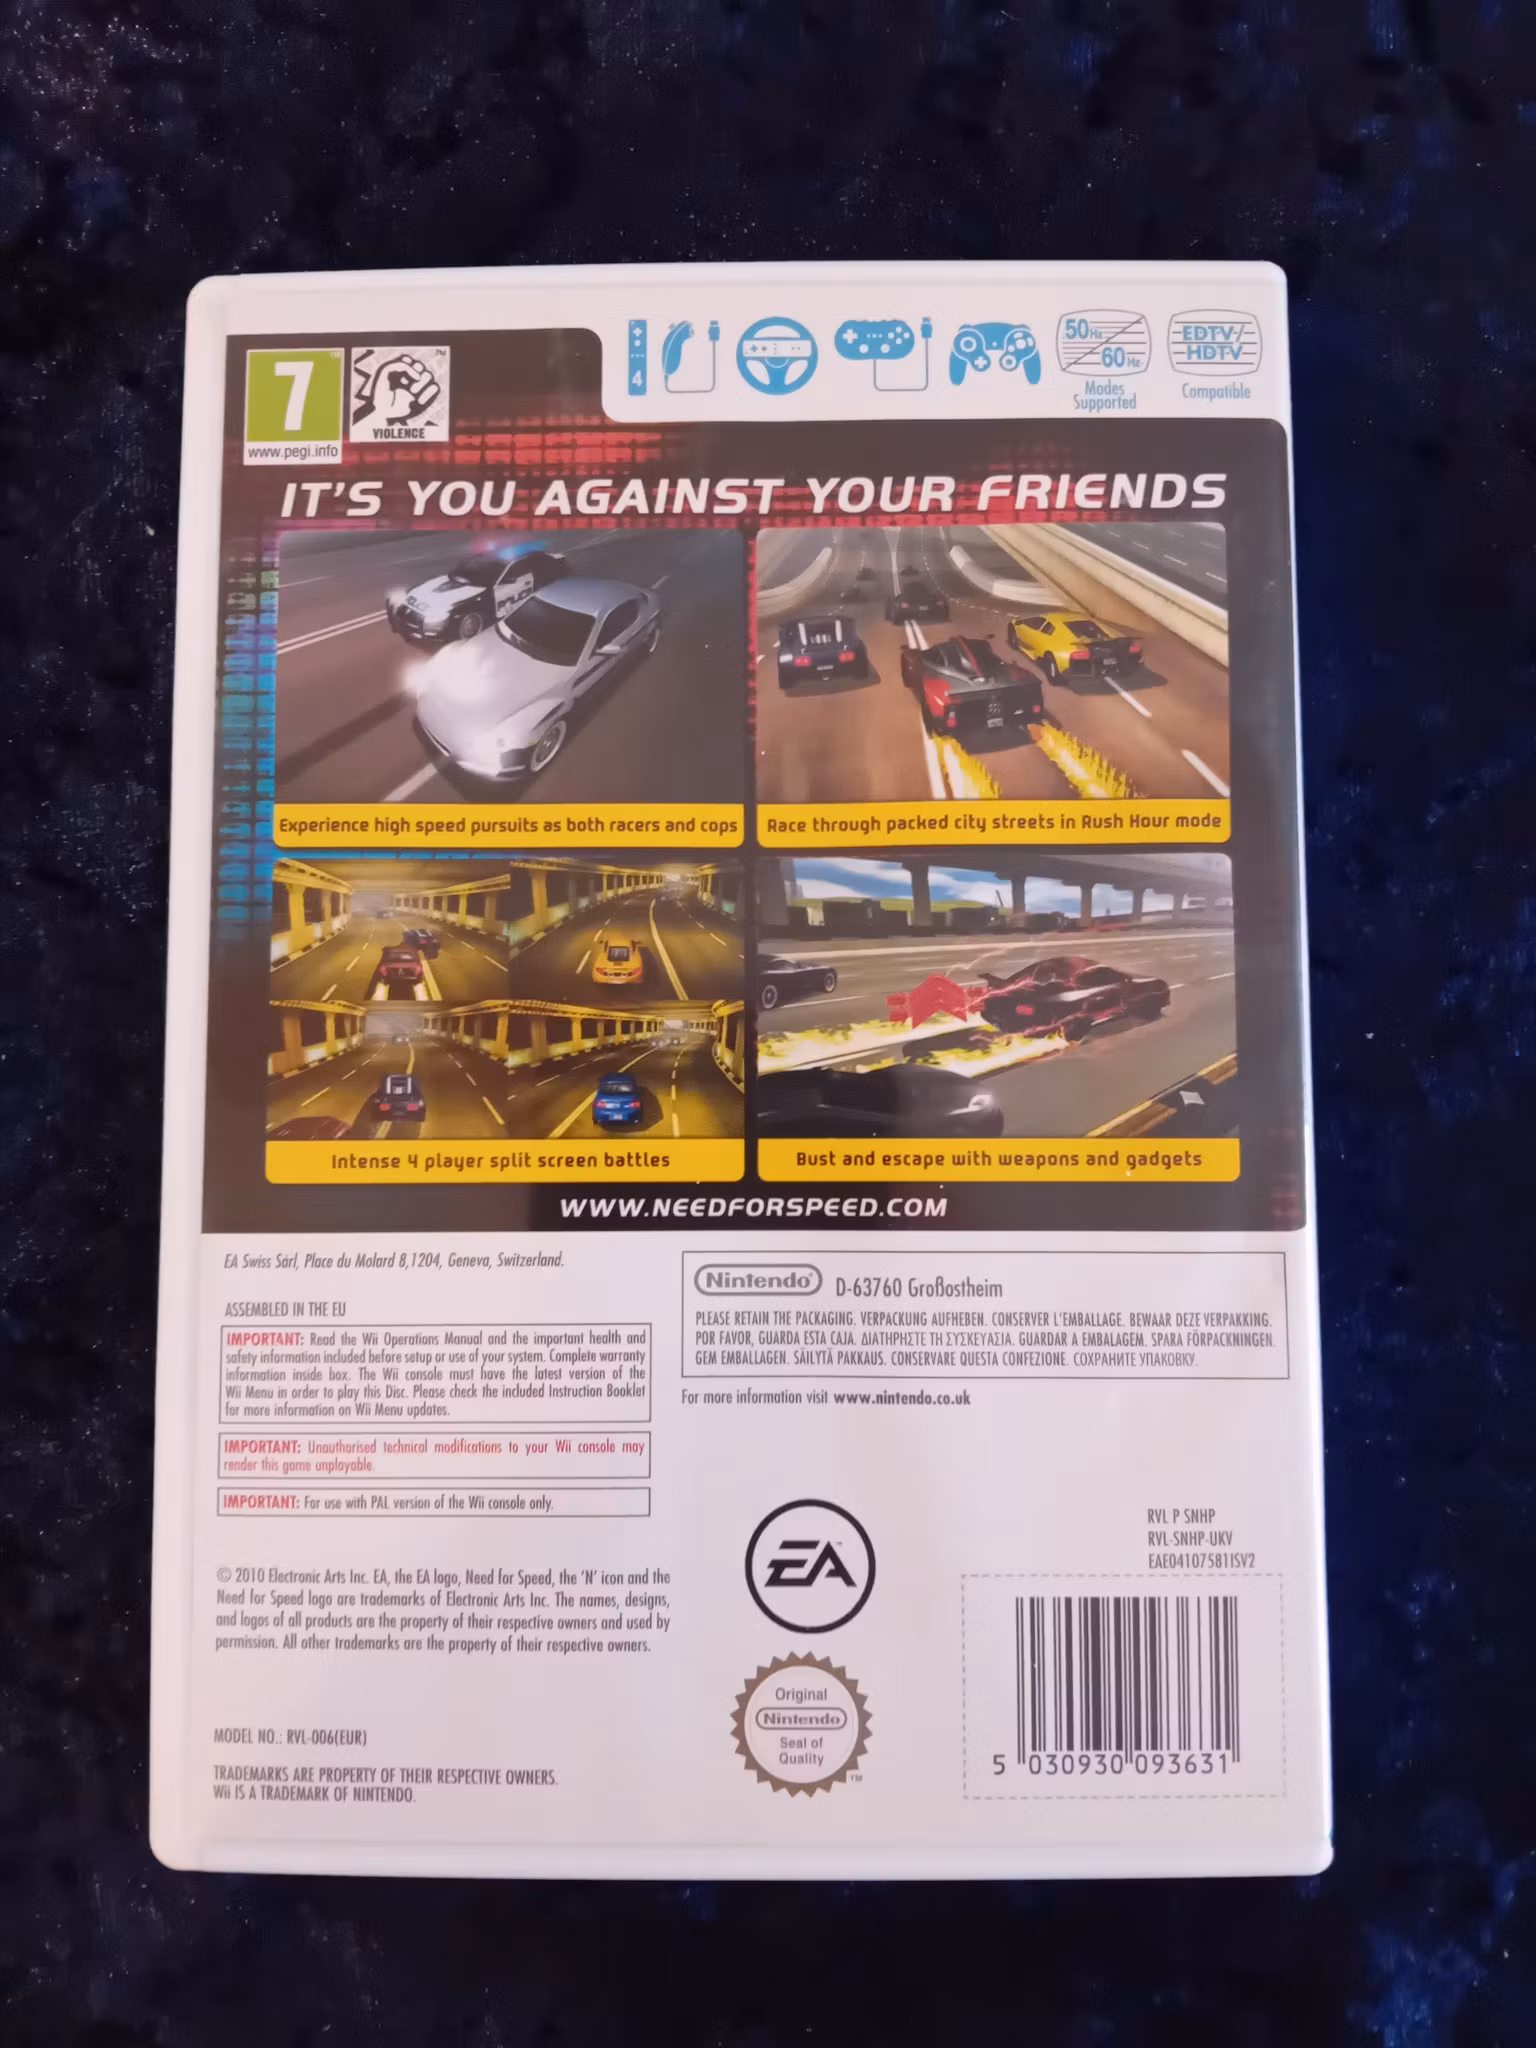 7
www.pegi.info
VIOLENCE
4
50Hz
60Hz
Modes
Supported
EDTV/
HDTV
Compatible
IT'S YOU AGAINST YOUR FRIENDS
Experience high speed pursuits as both racers and cops
Race through packed city streets in Rush Hour mode
Intense 4 player split screen battles
Bust and escape with weapons and gadgets
WWW.NEEDFORSPEED.COM
EA Swiss Sàrl, Place du Molard 8,1204, Geneva, Switzerland.
ASSEMBLED IN THE EU
IMPORTANT: Read the Wii Operations Manual and the important health and
safety information included before setup or use of your system. Complete warranty
information inside box. The Wii console must have the latest version of the
Wii Menu in order to play this Disc. Please check the included Instruction Booklet
for more information on Wii Menu updates.
IMPORTANT: Unauthorised technical modifications to your Wii console may
render this game unplayable.
IMPORTANT: For use with PAL version of the Wii console only.
Nintendo® D-63760 Großostheim
PLEASE RETAIN THE PACKAGING. VERPACKUNG AUFHEBEN. CONSERVER L'EMBALLAGE. BEWAAR DEZE VERPAKKING.
POR FAVOR, GUARDA ESTA CAJA. ΔΙΑΤΗΡΗΣΤΕ ΤΗ ΣΥΣΚΕΥΑΣΙΑ. GUARDAR A EMBALAGEM. SPARA FÖRPACKNINGEN.
GEM EMBALLAGEN. SÄILYTÄ PAKKAUS. CONSERVARE QUESTA CONFEZIONE. СОХРАНИТЕ УПАКОВКУ.
For more information visit www.nintendo.co.uk
© 2010 Electronic Arts Inc. EA, the EA logo, Need for Speed, the 'N' icon and the
Need for Speed logo are trademarks of Electronic Arts Inc. The names, designs,
and logos of all products are the property of their respective owners and used by
permission. All other trademarks are the property of their respective owners.
EA™
RVL P SNHP
RVL-SNHP-UKV
EAE04107581ISV2
Original
Nintendo
Seal of
Quality
™
MODEL NO.: RVL-006(EUR)
TRADEMARKS ARE PROPERTY OF THEIR RESPECTIVE OWNERS.
Wii IS A TRADEMARK OF NINTENDO.
5 030930 093631